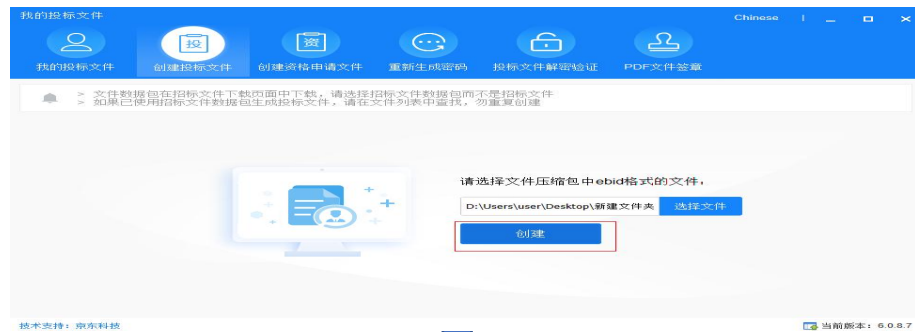 我的投标文件
Chinese
投
资
我的投标文件 创建投标文件 创建资格申请文件 重新生成密码 投标文件解密验证 PDF文件签章
> 文件数据包在招标文件下载页面中下载，请选择招标文件数据包而不是招标文件
> 如果已使用招标文件数据包生成投标文件，请在文件列表中查找，勿重复创建
请选择文件压缩包中ebid格式的文件，
D:\Users\user\Desktop\新建文件夹 选择文件
创建
技术支持：京东科技 当前版本：6.0.8.7